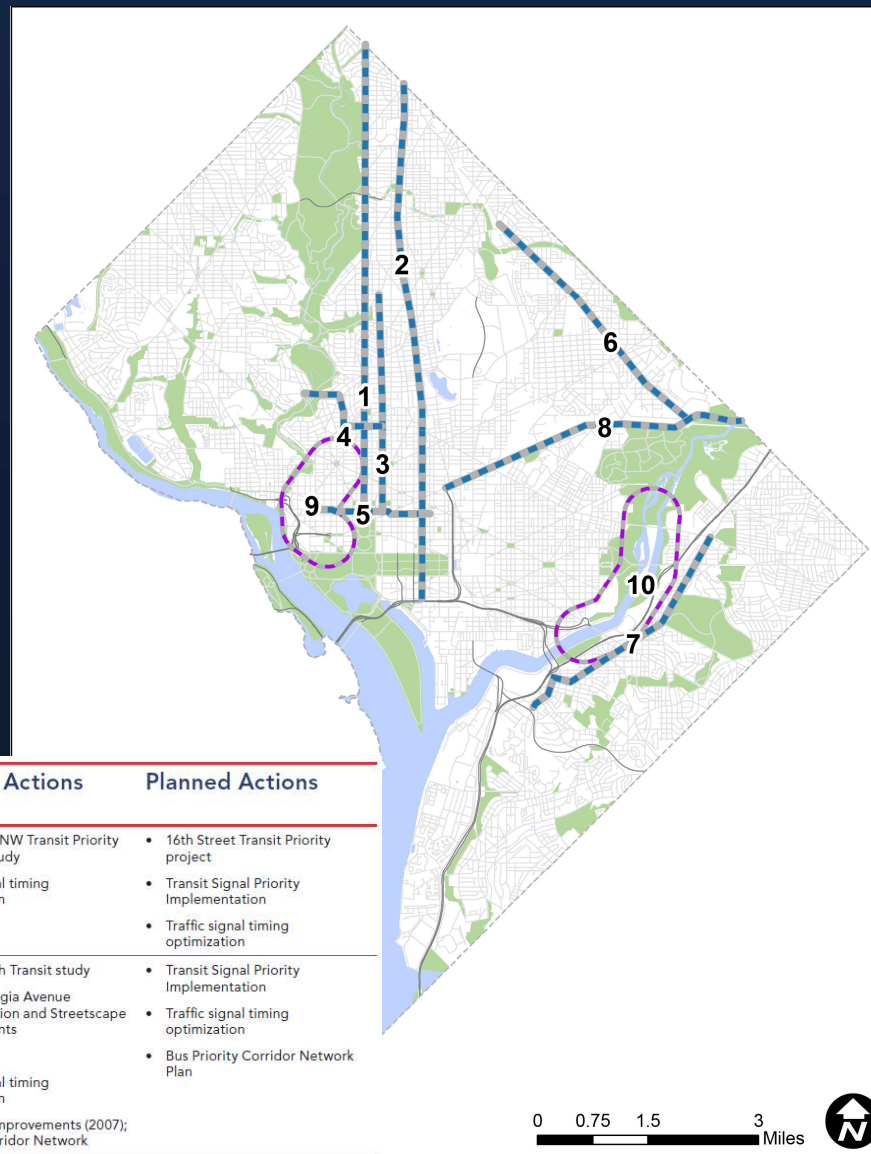 2
6
1
8
4
3
9
5
10
7
Actions
Planned Actions
NW Transit Priority
• 16th Street Transit Priority
project
• Transit Signal Priority
Implementation
• Traffic signal timing
optimization
l timing
h Transit study
gia Avenue
ion and Streetscape
nts
l timing
mprovements (2007);
ridor Network
• Transit Signal Priority
Implementation
• Traffic signal timing
optimization
• Bus Priority Corridor Network
Plan
0 0.75 1.5 3
Miles
N